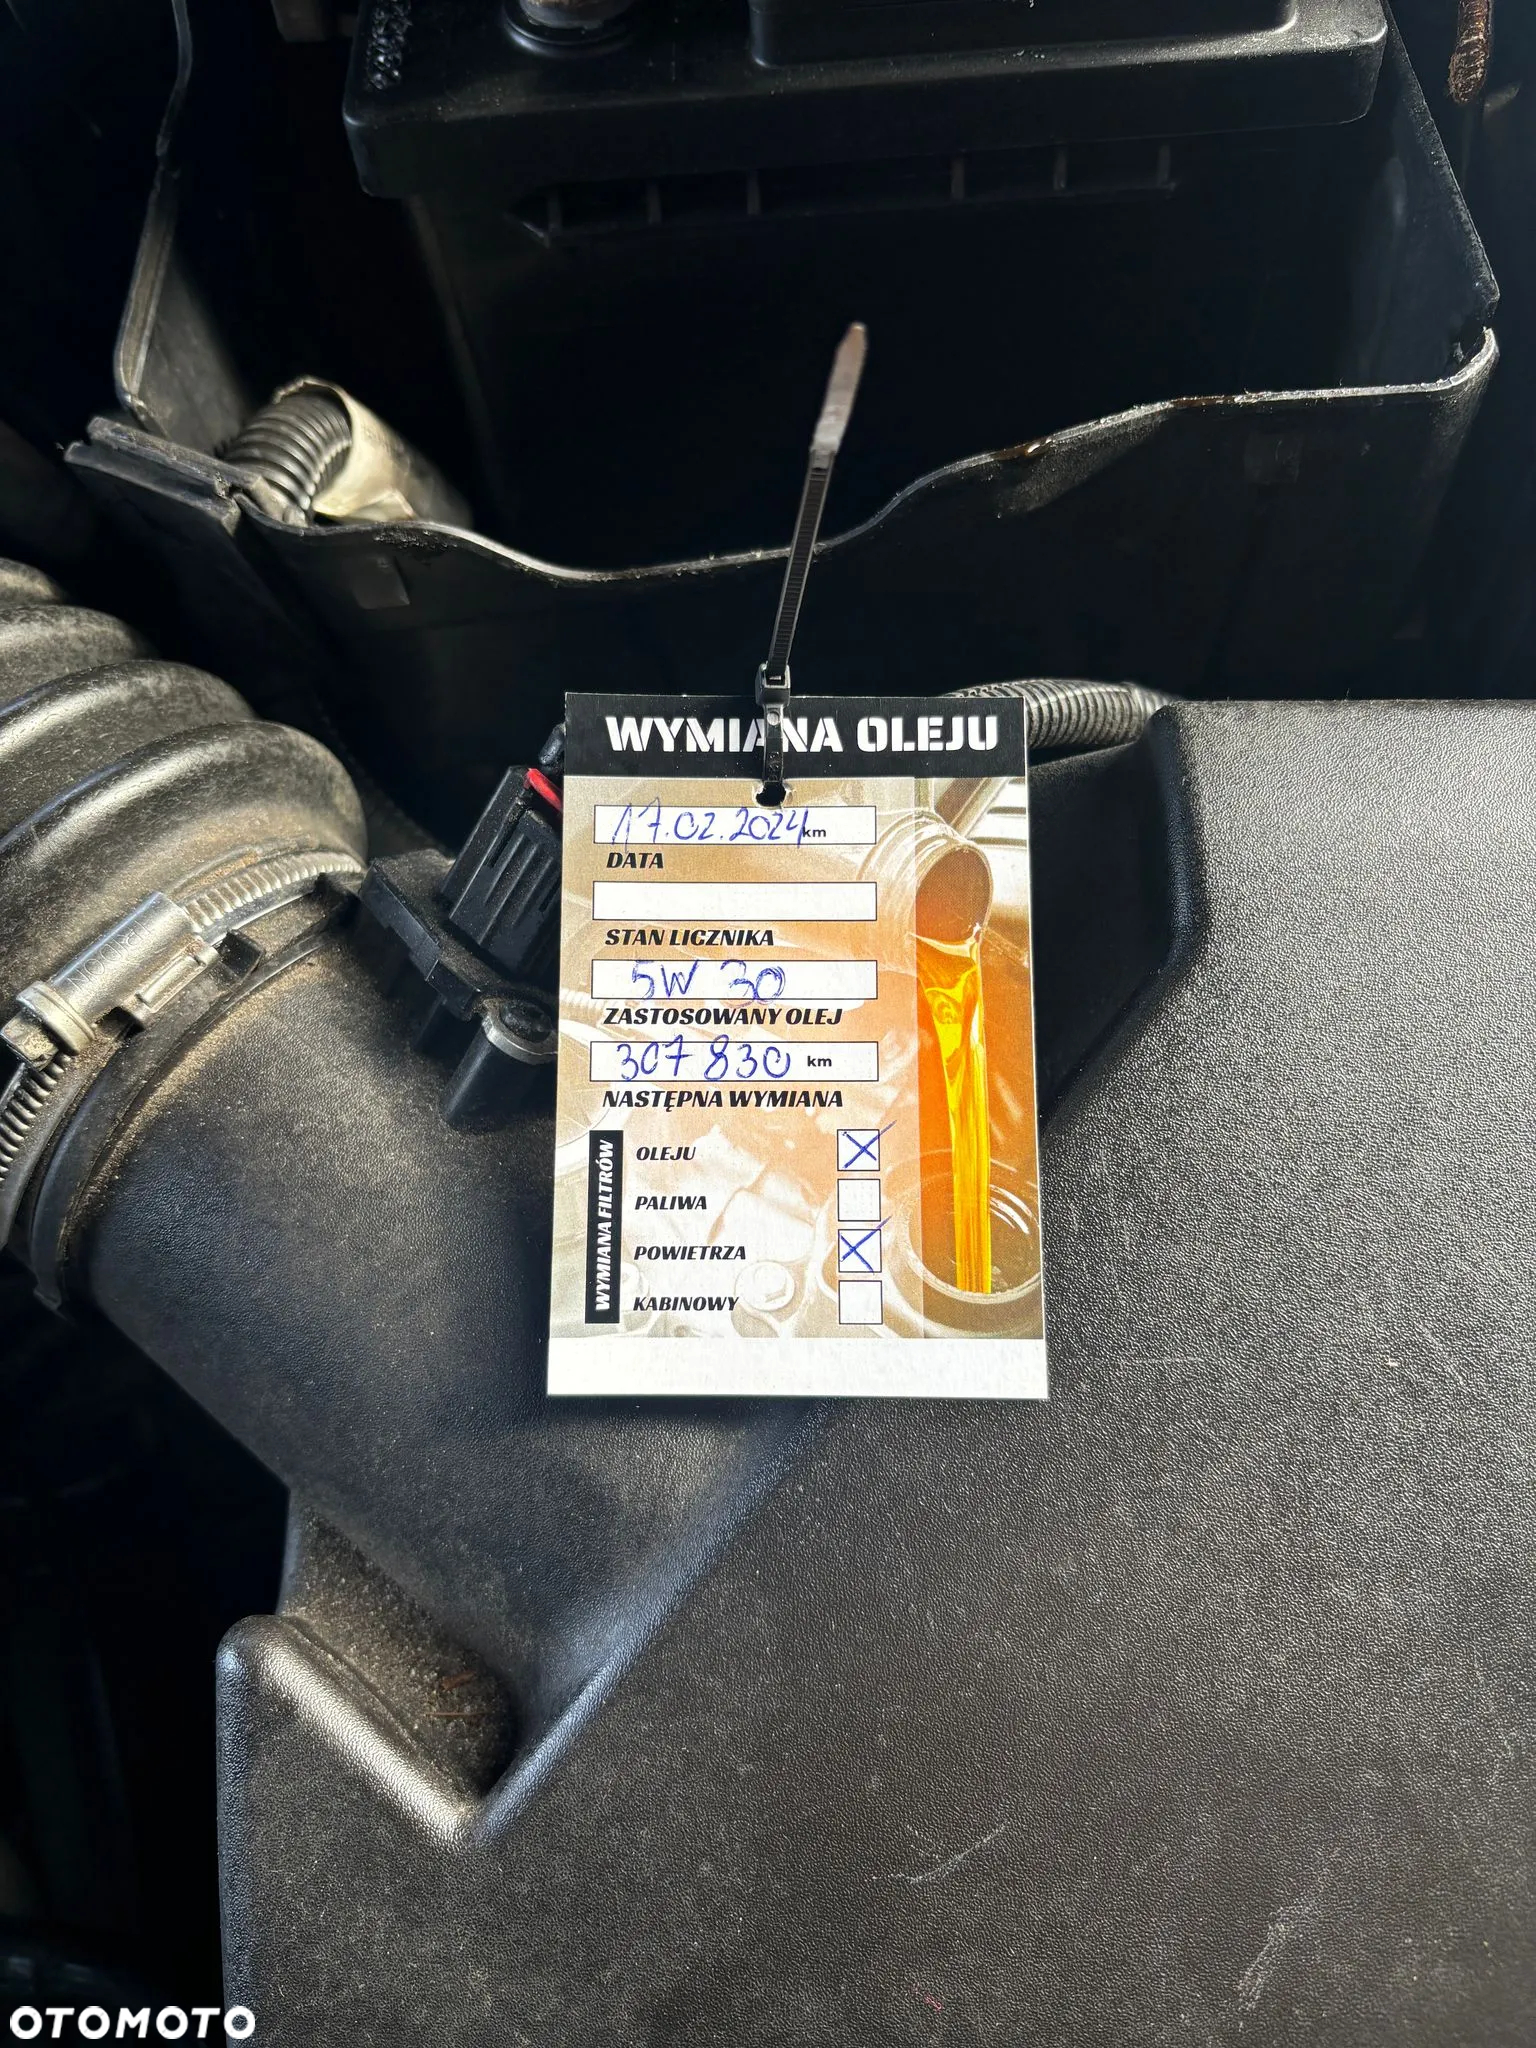 WYMIANA OLEJU
17.02.2024 km
DATA
STAN LICZNIKA
5W 30
ZASTOSOWANY OLEJ
307 830 km
NASTĘPNA WYMIANA
WYMIANA FILTRÓW
OLEJU
PALIWA
POWIETRZA
KABINOWY
OTOMOTO